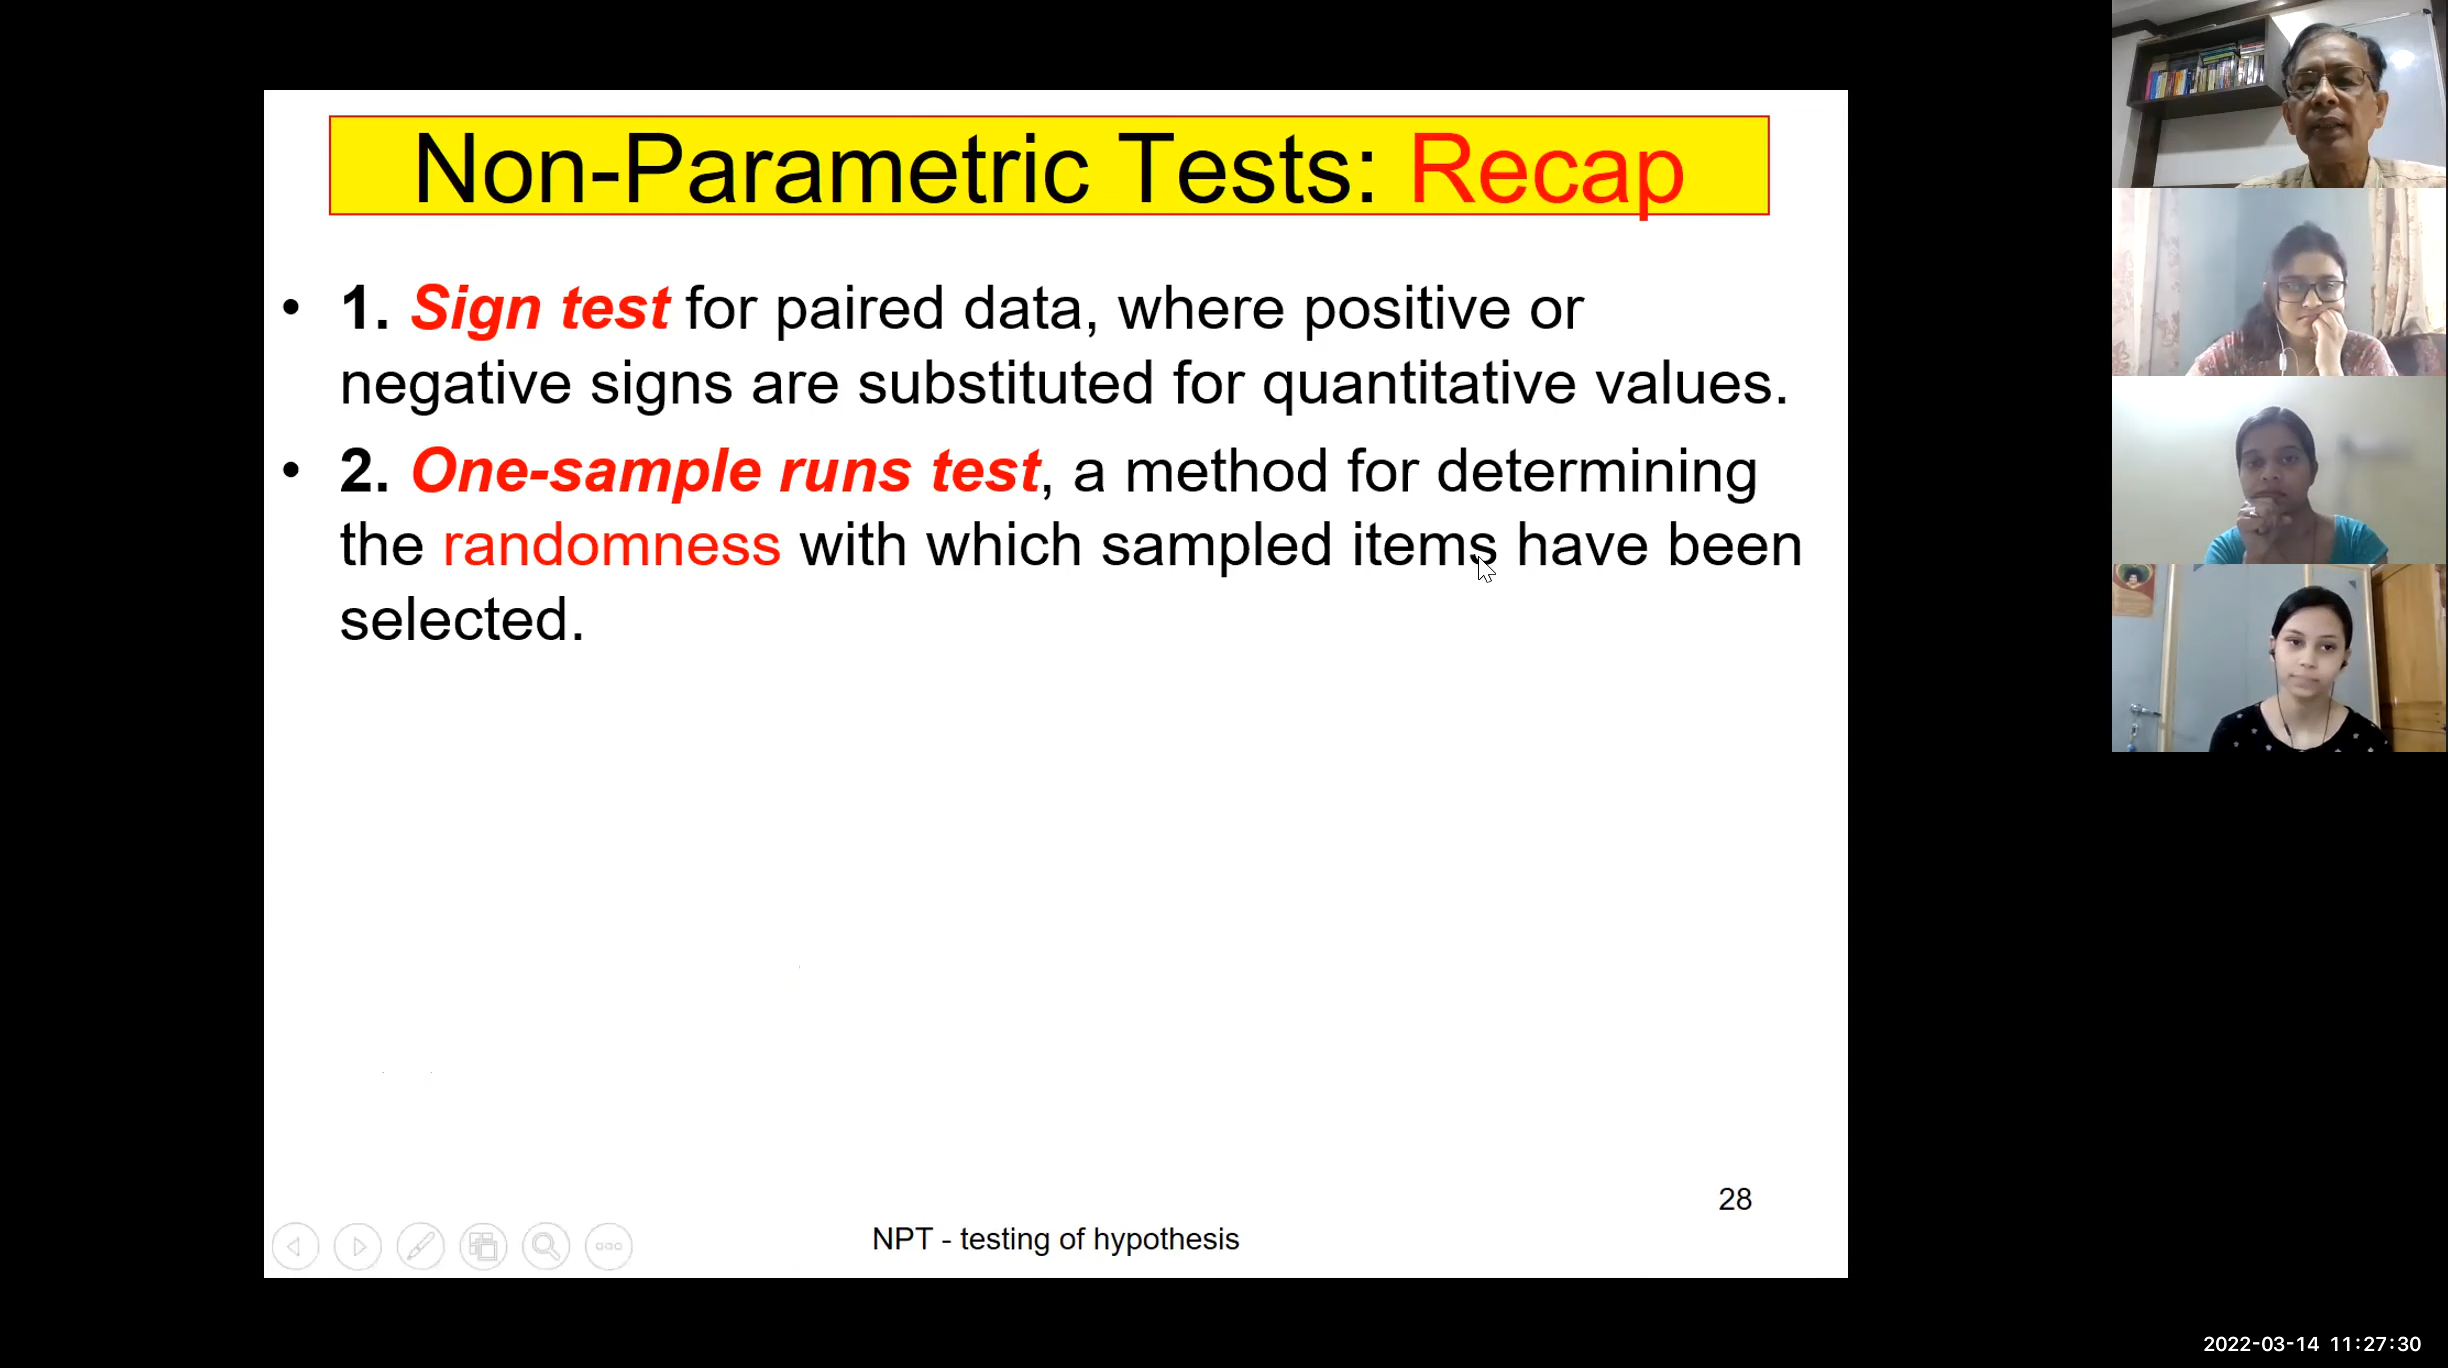 Non-Parametric Tests: Recap
• 1. Sign test for paired data, where positive or
negative signs are substituted for quantitative values.
• 2. One-sample runs test, a method for determining
the randomness with which sampled items have been
selected.
28
NPT - testing of hypothesis
2022-03-14 11:27:30